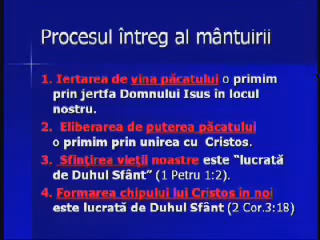 Procesul întreg al mântuirii
1. Iertarea de vina păcatului o primim
prin jertfa Domnului Isus în locul
nostru.
2. Eliberarea de puterea păcatului
o primim prin unirea cu Cristos.
3. Sfinţirea vieţii noastre este “lucrată
de Duhul Sfânt” (1 Petru 1:2).
4. Formarea chipului lui Cristos în noi
este lucrată de Duhul Sfânt (2 Cor.3:18)